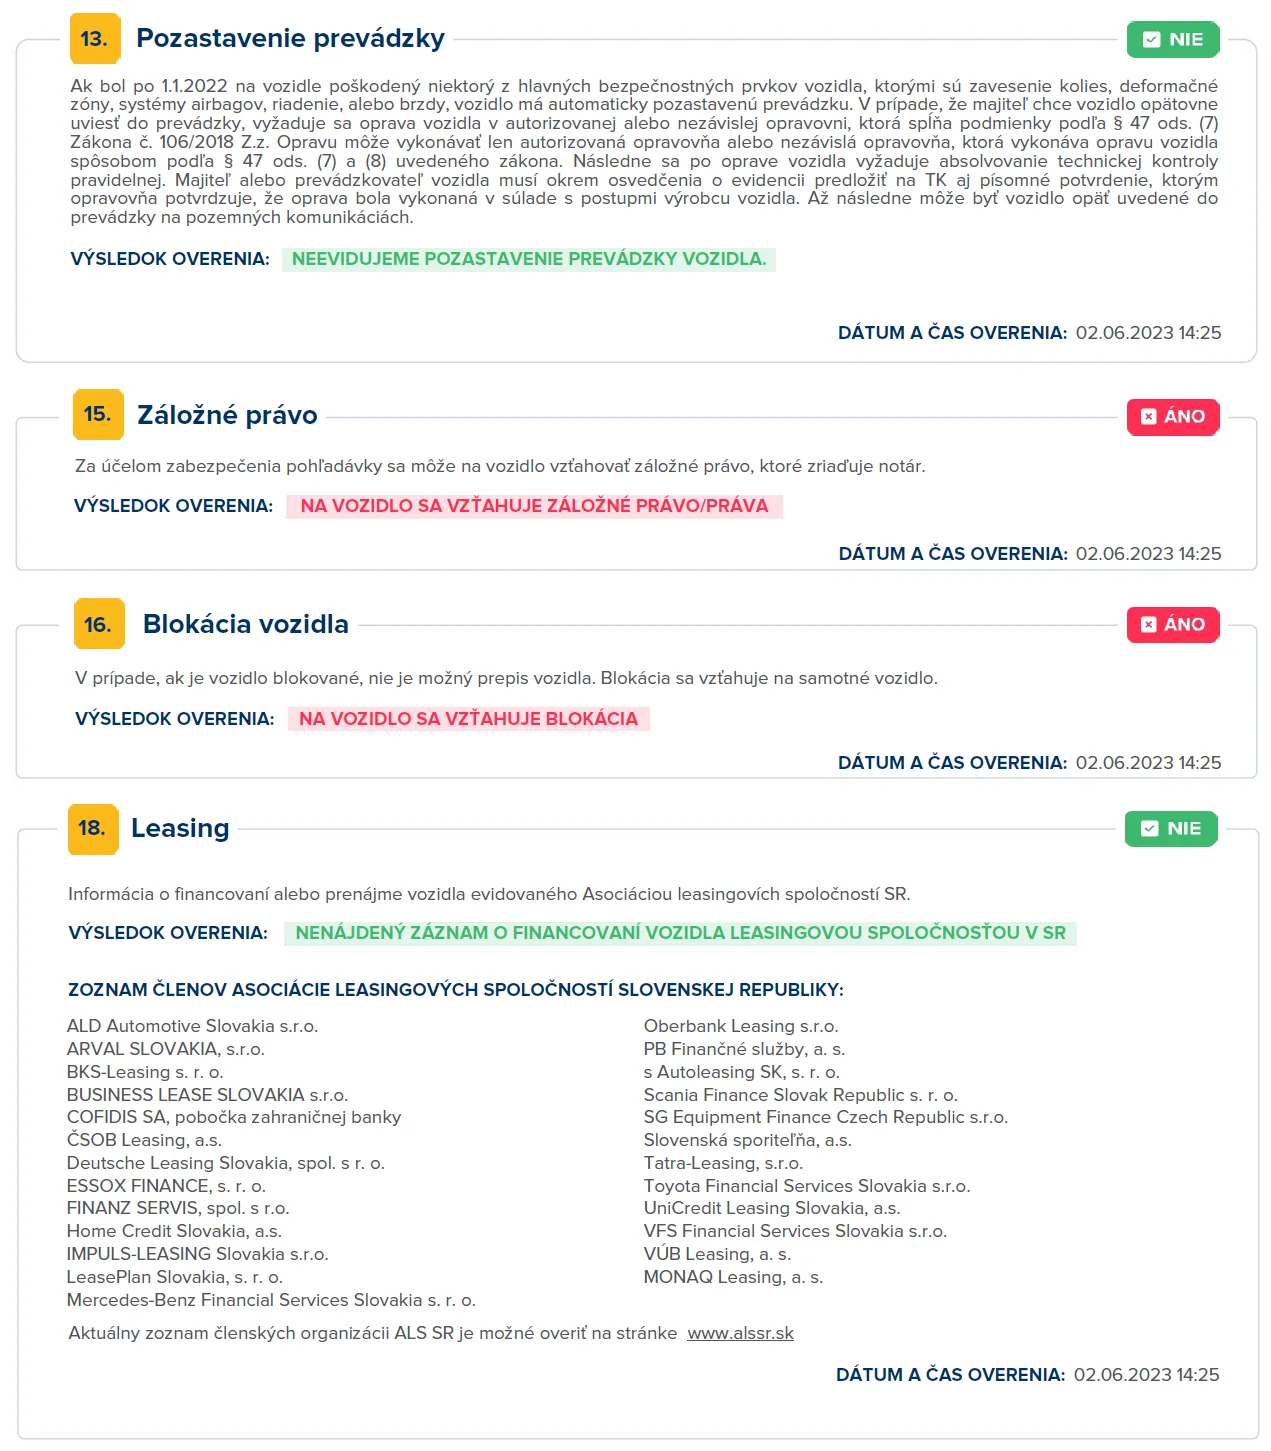 13. Pozastavenie prevádzky NIE
Ak bol po 1.1.2022 na vozidle poškodený niektorý z hlavných bezpečnostných prvkov vozidla, ktorými sú zavesenie kolies, deformačné
zóny, systémy airbagov, riadenie, alebo brzdy, vozidlo má automaticky pozastavenú prevádzku. V prípade, že majiteľ chce vozidlo opätovne
uviesť do prevádzky, vyžaduje sa oprava vozidla v autorizovanej alebo nezávislej opravovni, ktorá spĺňa podmienky podľa § 47 ods. (7)
Zákona č. 106/2018 Z.z. Opravu môže vykonávať len autorizovaná opravovňa alebo nezávislá opravovňa, ktorá vykonáva opravu vozidla
spôsobom podľa § 47 ods. (7) a (8) uvedeného zákona. Následne sa po oprave vozidla vyžaduje absolvovanie technickej kontroly
pravidelnej. Majiteľ alebo prevádzkovateľ vozidla musí okrem osvedčenia o evidencii predložiť na TK aj písomné potvrdenie, ktorým
opravovňa potvrdzuje, že oprava bola vykonaná v súlade s postupmi výrobcu vozidla. Až následne môže byť vozidlo opäť uvedené do
prevádzky na pozemných komunikáciách.
VÝSLEDOK OVERENIA: NEEVIDUJEME POZASTAVENIE PREVÁDZKY VOZIDLA.
DÁTUM A ČAS OVERENIA: 02.06.2023 14:25
15. Záložné právo ÁNO
Za účelom zabezpečenia pohľadávky sa môže na vozidlo vzťahovať záložné právo, ktoré zriaďuje notár.
VÝSLEDOK OVERENIA: NA VOZIDLO SA VZŤAHUJE ZÁLOŽNÉ PRÁVO/PRÁVA
DÁTUM A ČAS OVERENIA: 02.06.2023 14:25
16. Blokácia vozidla ÁNO
V prípade, ak je vozidlo blokované, nie je možný prepis vozidla. Blokácia sa vzťahuje na samotné vozidlo.
VÝSLEDOK OVERENIA: NA VOZIDLO SA VZŤAHUJE BLOKÁCIA
DÁTUM A ČAS OVERENIA: 02.06.2023 14:25
18. Leasing NIE
Informácia o financovaní alebo prenájme vozidla evidovaného Asociáciou leasingovích spoločností SR.
VÝSLEDOK OVERENIA: NENÁJDENÝ ZÁZNAM O FINANCOVANÍ VOZIDLA LEASINGOVOU SPOLOČNOSŤOU V SR
ZOZNAM ČLENOV ASOCIÁCIE LEASINGOVÝCH SPOLOČNOSTÍ SLOVENSKEJ REPUBLIKY:
ALD Automotive Slovakia s.r.o.
ARVAL SLOVAKIA, s.r.o.
BKS-Leasing s. r. o.
BUSINESS LEASE SLOVAKIA s.r.o.
COFIDIS SA, pobočka zahraničnej banky
ČSOB Leasing, a.s.
Deutsche Leasing Slovakia, spol. s r. o.
ESSOX FINANCE, s. r. o.
FINANZ SERVIS, spol. s r.o.
Home Credit Slovakia, a.s.
IMPULS-LEASING Slovakia s.r.o.
LeasePlan Slovakia, s. r. o.
Mercedes-Benz Financial Services Slovakia s. r. o.
Oberbank Leasing s.r.o.
PB Finančné služby, a. s.
s Autoleasing SK, s. r. o.
Scania Finance Slovak Republic s. r. o.
SG Equipment Finance Czech Republic s.r.o.
Slovenská sporiteľňa, a.s.
Tatra-Leasing, s.r.o.
Toyota Financial Services Slovakia s.r.o.
UniCredit Leasing Slovakia, a.s.
VFS Financial Services Slovakia s.r.o.
VÚB Leasing, a. s.
MONAQ Leasing, a. s.
Aktuálny zoznam členských organizácii ALS SR je možné overiť na stránke www.alssr.sk
DÁTUM A ČAS OVERENIA: 02.06.2023 14:25